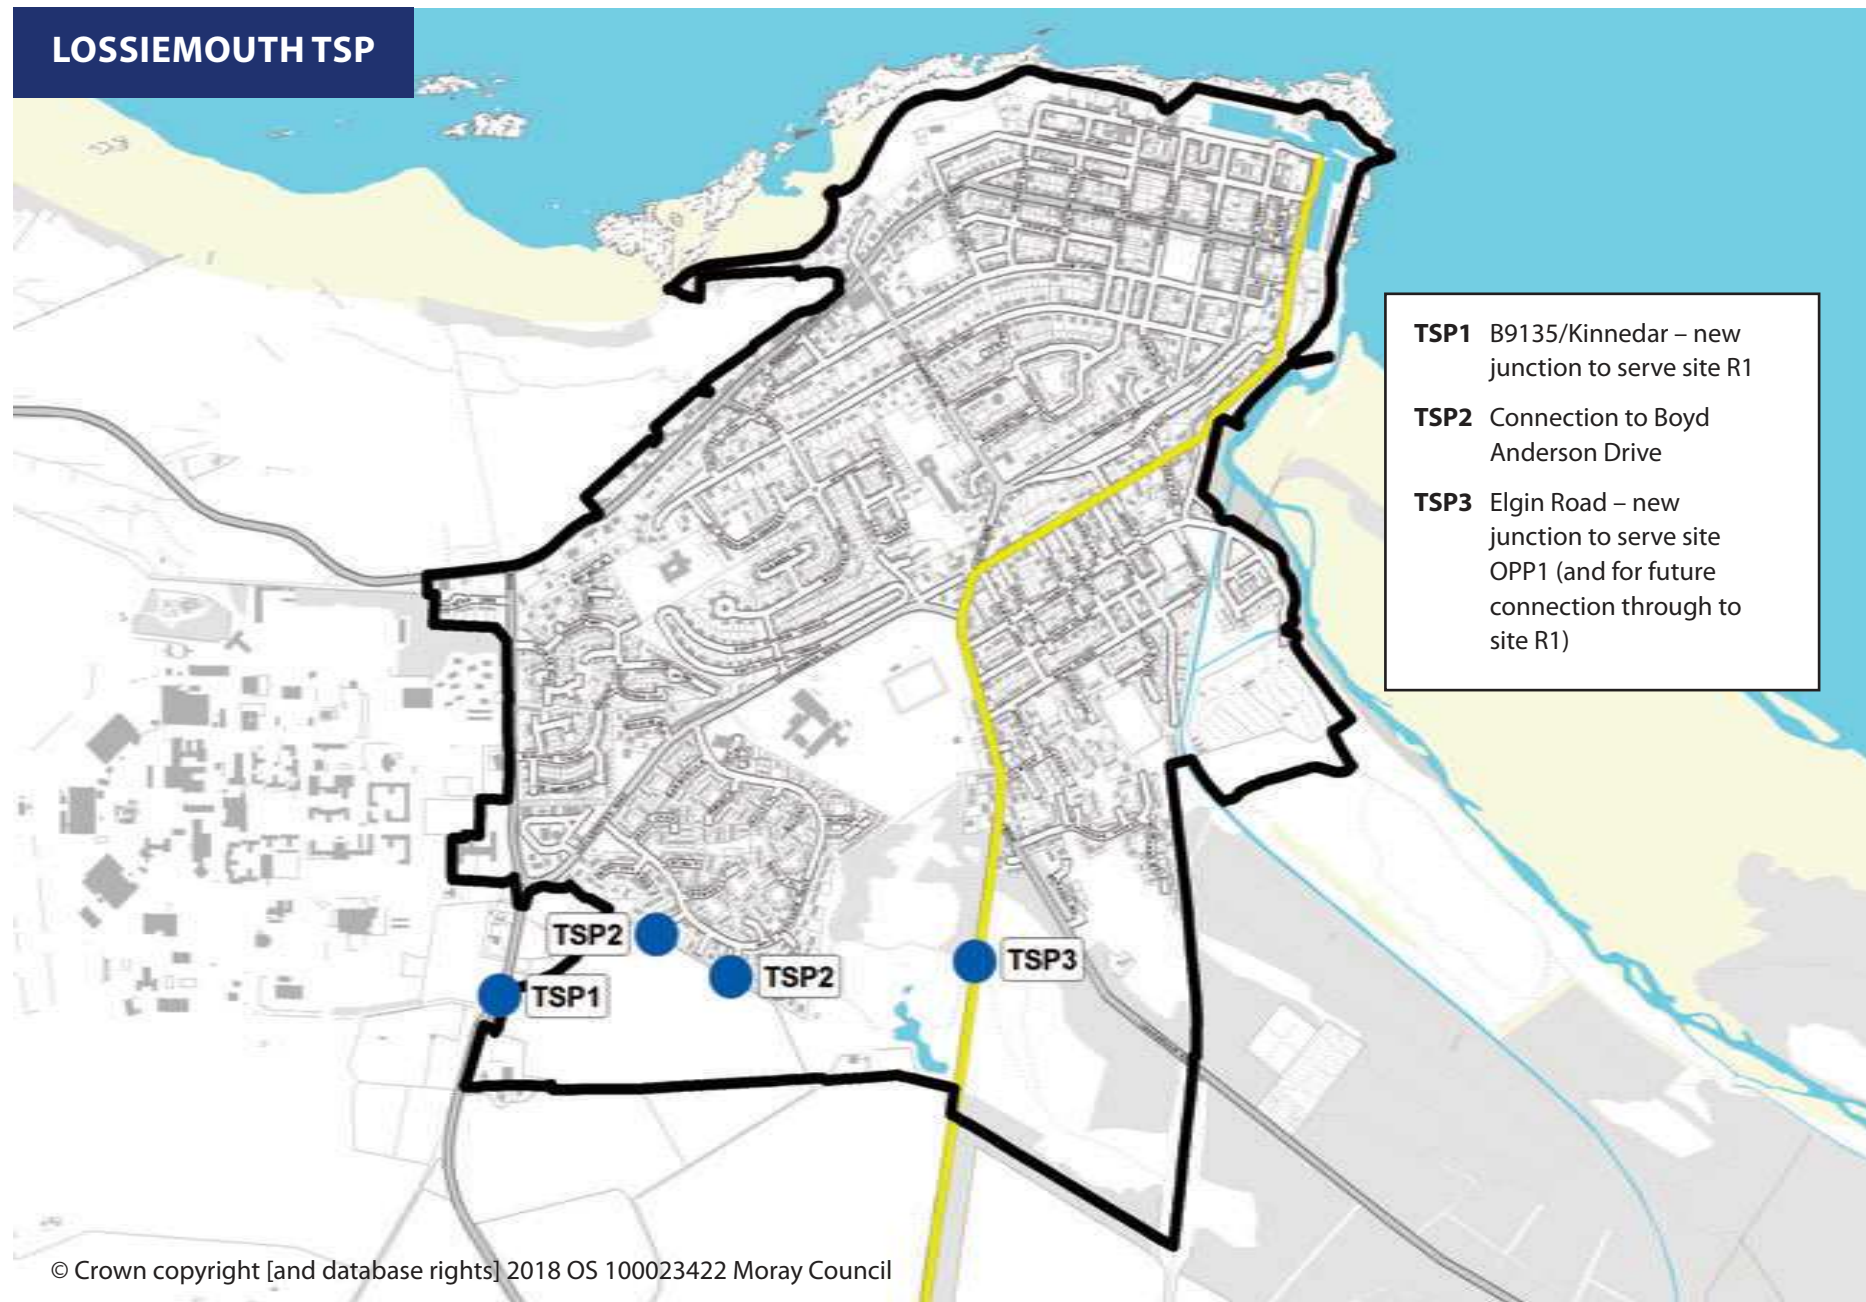 LOSSIEMOUTH TSP
TSP1 B9135/Kinnedar – new
junction to serve site R1
TSP2 Connection to Boyd
Anderson Drive
TSP3 Elgin Road – new
junction to serve site
OPP1 (and for future
connection through to
site R1)
TSP2
TSP2
TSP3
TSP1
© Crown copyright [and database rights] 2018 OS 100023422 Moray Council